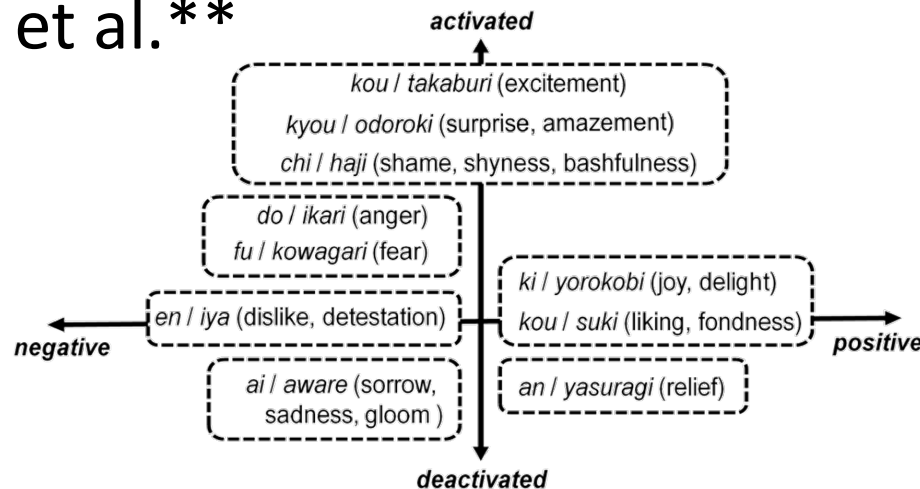 et al.**
activated
kou / takaburi (excitement)
kyou / odoroki (surprise, amazement)
chi / haji (shame, shyness, bashfulness)
do / ikari (anger)
fu / kowagari (fear)
ki / yorokobi (joy, delight)
en / iya (dislike, detestation)
kou / suki (liking, fondness)
negative
positive
ai / aware (sorrow,
sadness, gloom )
an / yasuragi (relief)
deactivated